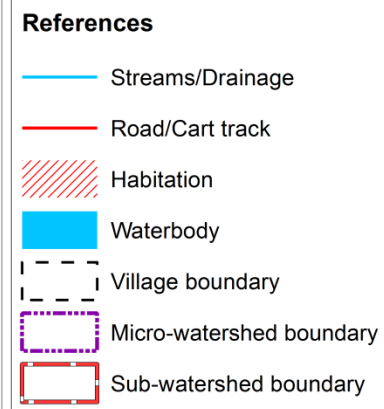 References
Streams/Drainage
Road/Cart track
Habitation
Waterbody
Village boundary
Micro-watershed boundary
Sub-watershed boundary